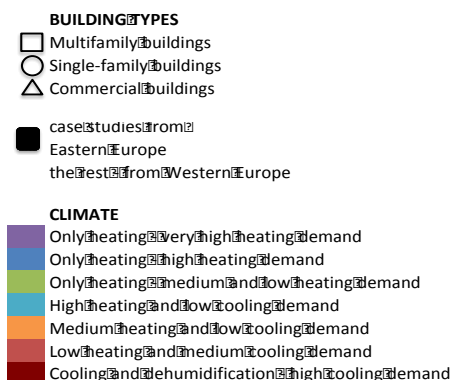 BUILDING TYPES
Multifamily buildings
Single-family buildings
Commercial buildings
case studies from
Eastern Europe
the rest - from Western Europe
CLIMATE
Only heating - very high heating demand
Only heating - high heating demand
Only heating - medium and low heating demand
High heating and low cooling demand
Medium heating and low cooling demand
Low heating and medium cooling demand
Cooling and dehumidification - high cooling demand